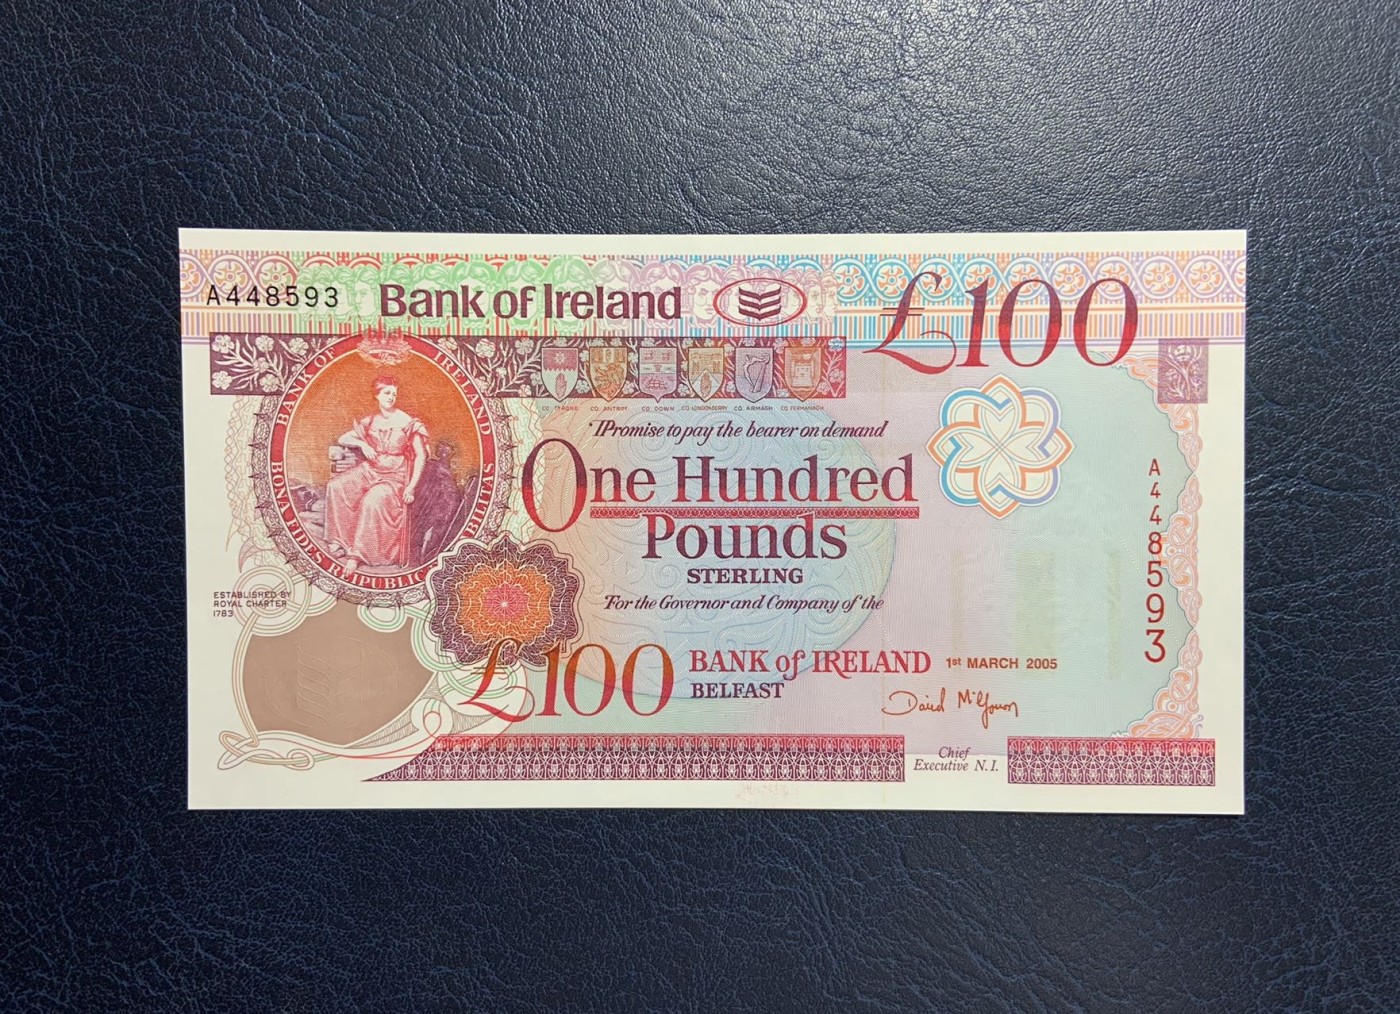 A448593
Bank of Ireland
£100
BANK OF IRELAND
BONA FIDES REIPUBLICÆ STABILITAS
CO. TYRONE CO. ANTRIM CO. DOWN CO. LONDONDERRY CO. ARMAGH CO. FERMANAGH
I Promise to pay the bearer on demand
One Hundred
Pounds
STERLING
For the Governor and Company of the
BANK of IRELAND
BELFAST
1st MARCH 2005
A448593
ESTABLISHED BY
ROYAL CHARTER
1783
£100
Chief
Executive N.I.